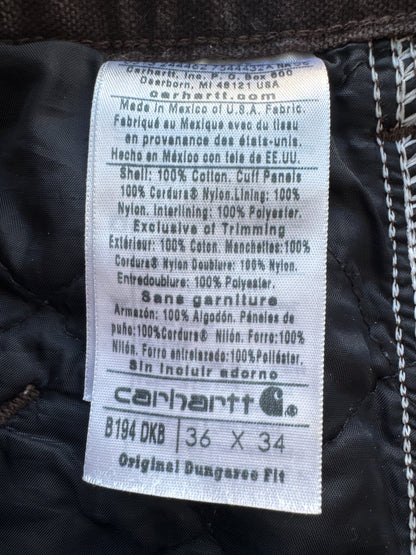 Carhartt, Inc. P. O. Box 600
Dearborn, MI 48121 USA
carhartt.com
Made in Mexico of U.S.A. Fabric.
Fabriqué au Mexique avec du tissu
en provenance des états-unis.
Hecho en México con tela de EE.UU.
Shell: 100% Cotton. Cuff Panels
100% Cordura® Nylon.Lining: 100%
Nylon. Interlining: 100% Polyester.
Exclusive of Trimming
Extérieur: 100% Coton. Manchettes:100%
Cordura® Nylon Doublure: 100% Nylon.
Entredoublure: 100% Polyester.
Sans garniture
Armazón: 100% Algodón. Páneles de
puño:100%Cordura® Nilón. Forro:100%
Nilón. Forro entrelazado:100%Poliéster.
Sin incluir adorno
carhartt
B194 DKB | 36 X 34
Original Dungaree Fit